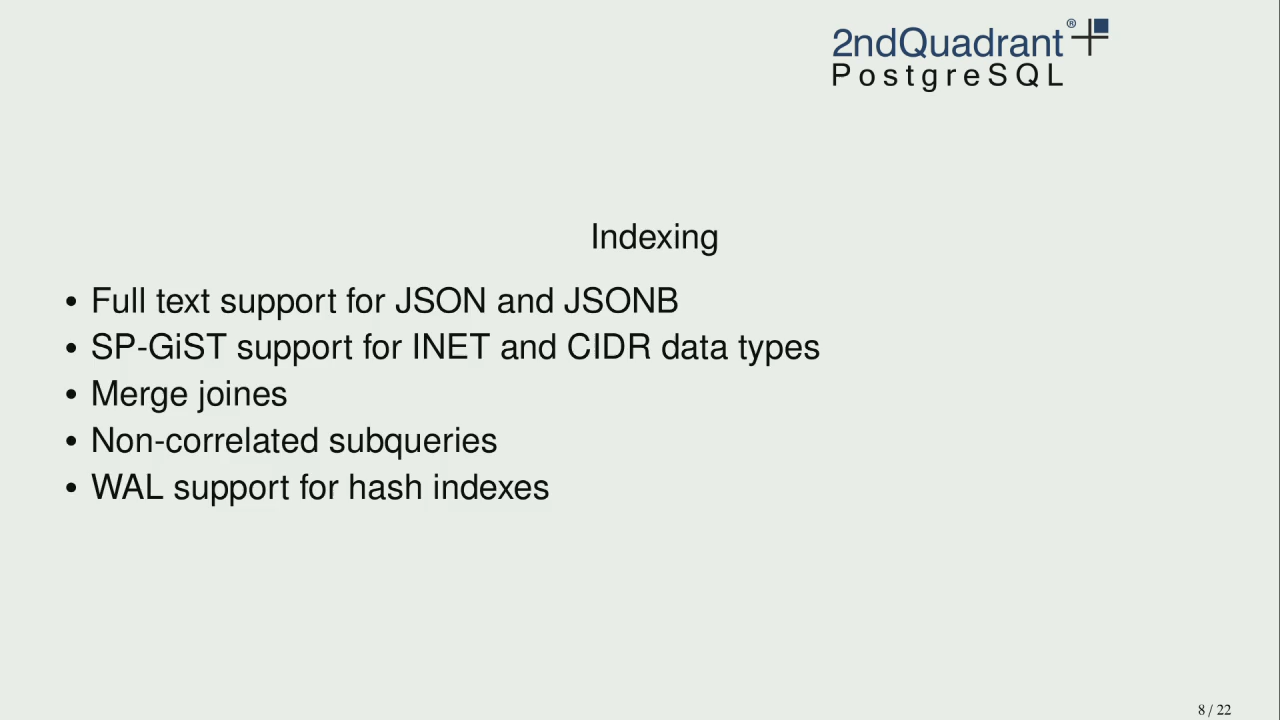 2ndQuadrant®
PostgreSQL
Indexing
• Full text support for JSON and JSONB
• SP-GiST support for INET and CIDR data types
• Merge joines
• Non-correlated subqueries
• WAL support for hash indexes
8 / 22